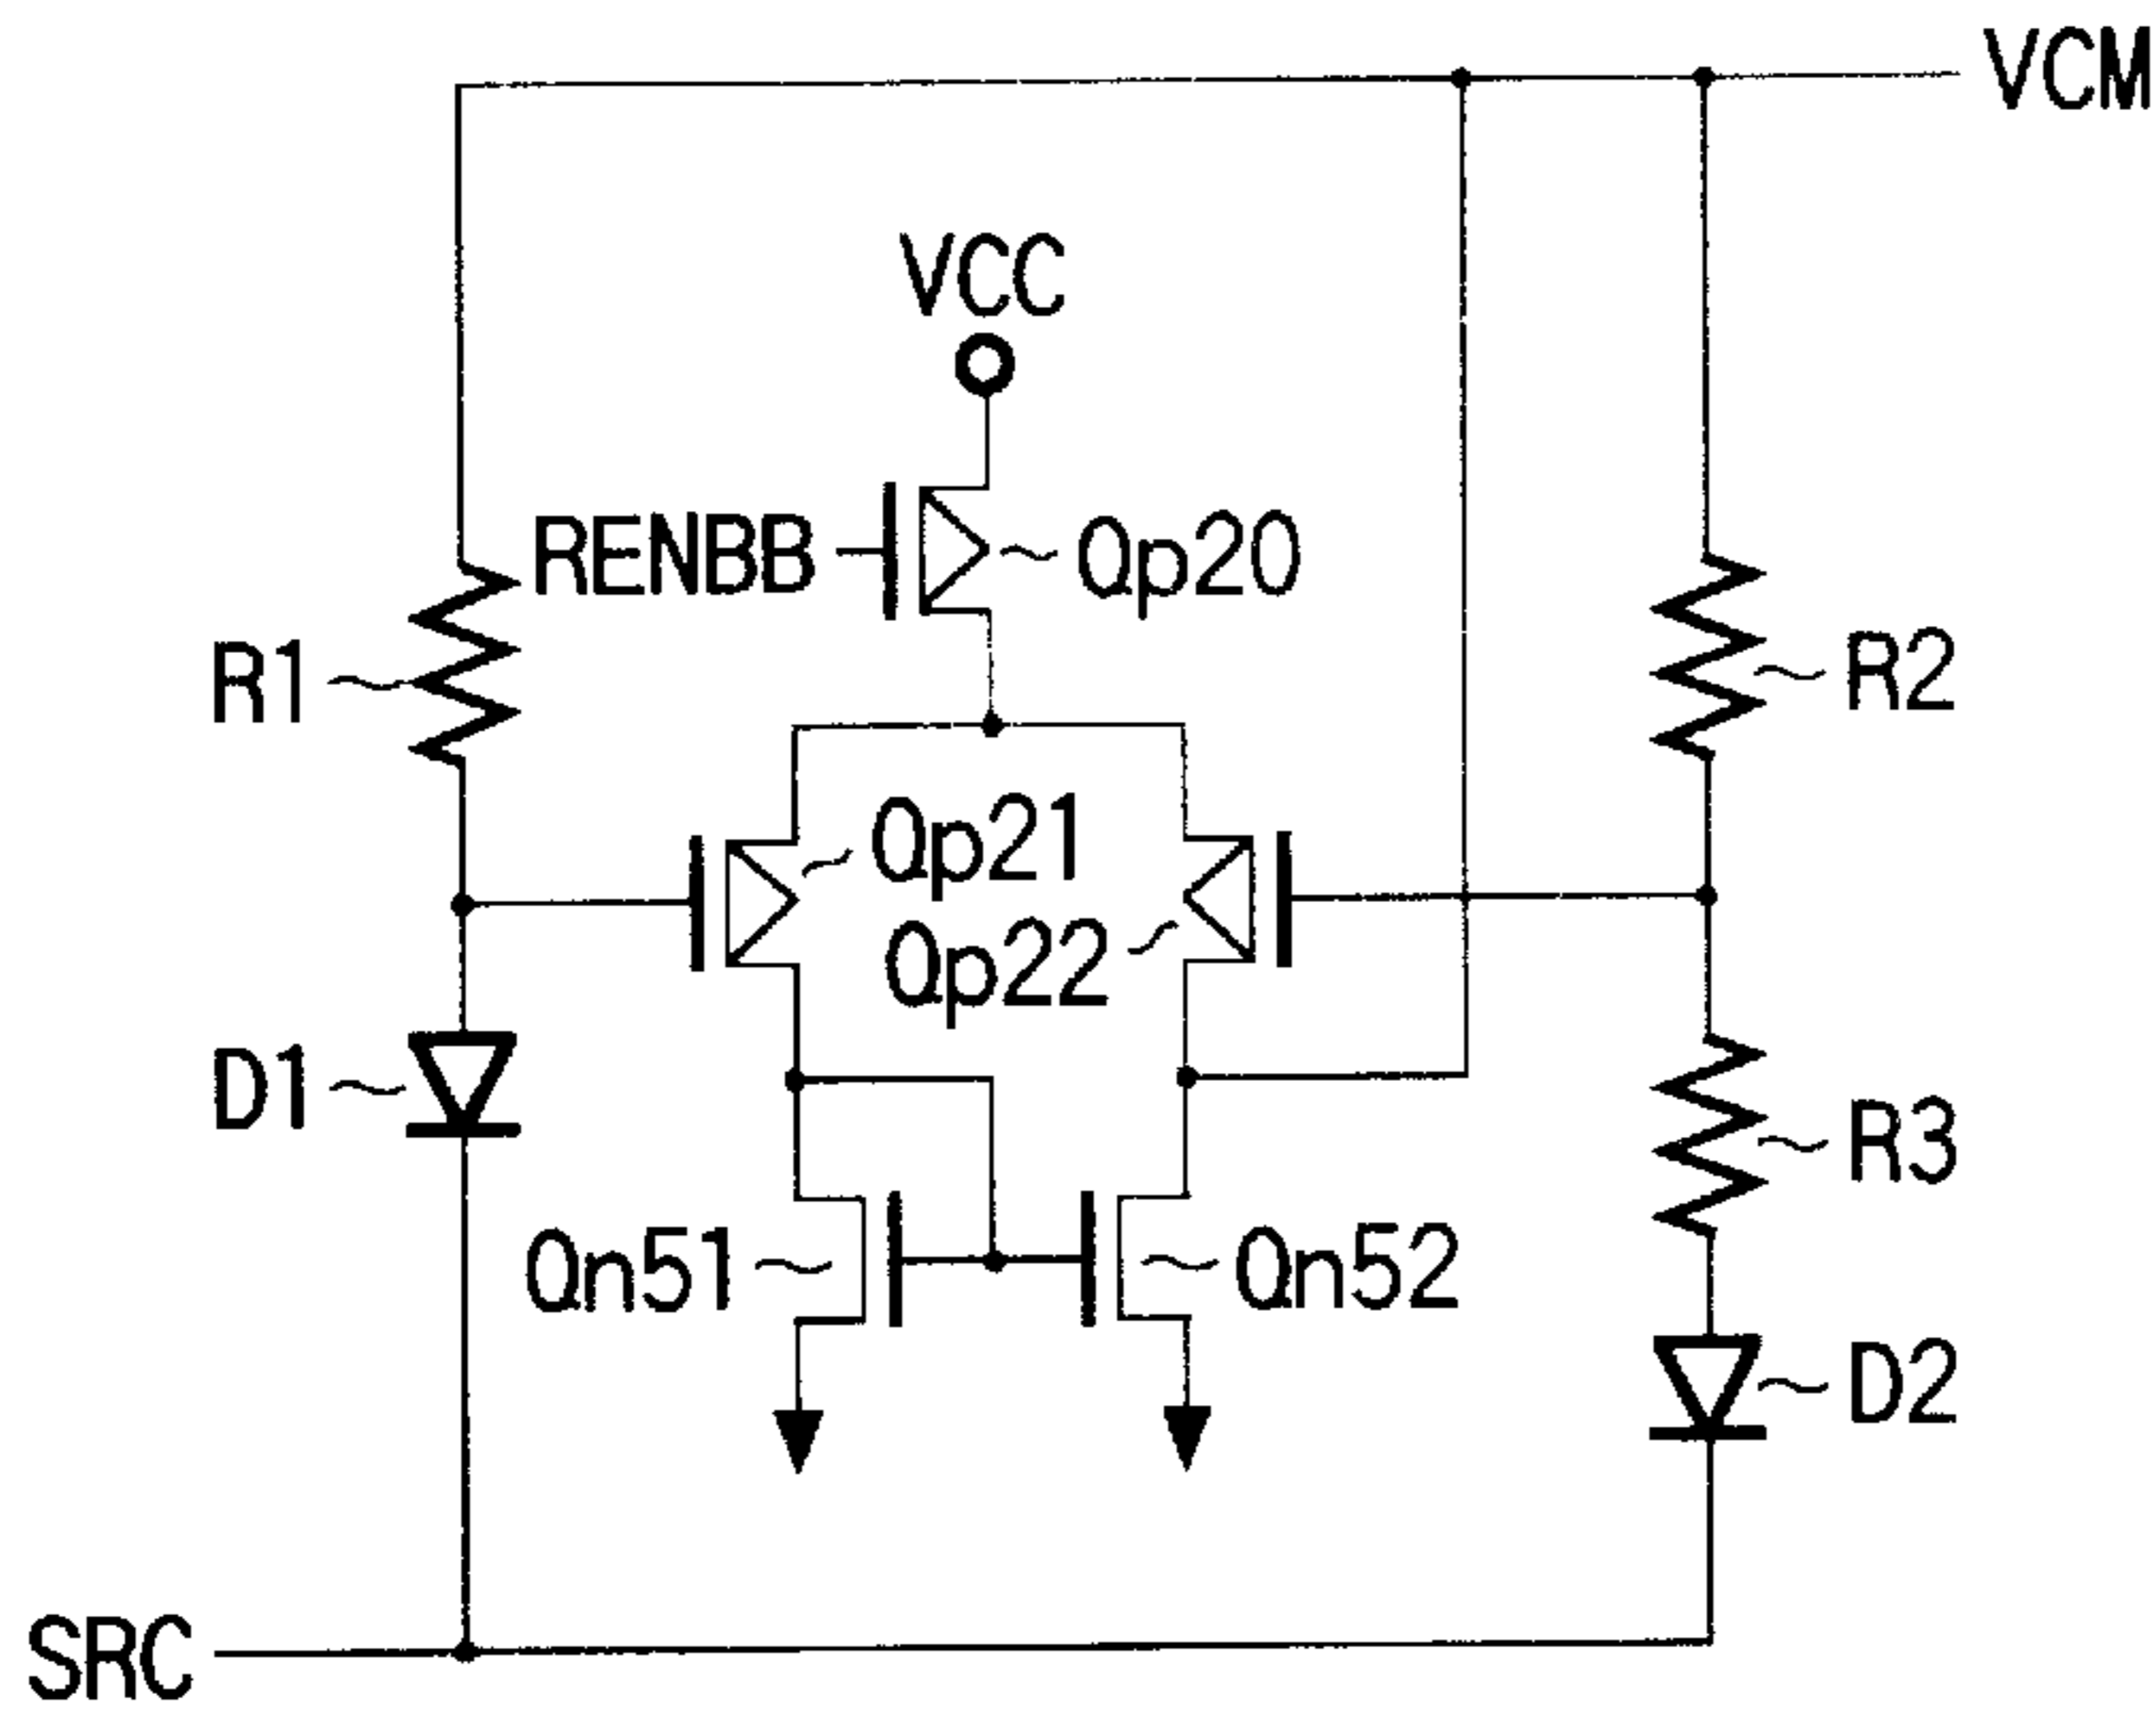 VCM
VCC
RENBB
Qp20
R1
R2
Qp21
Qp22
D1
R3
Qn51
Qn52
D2
SRC